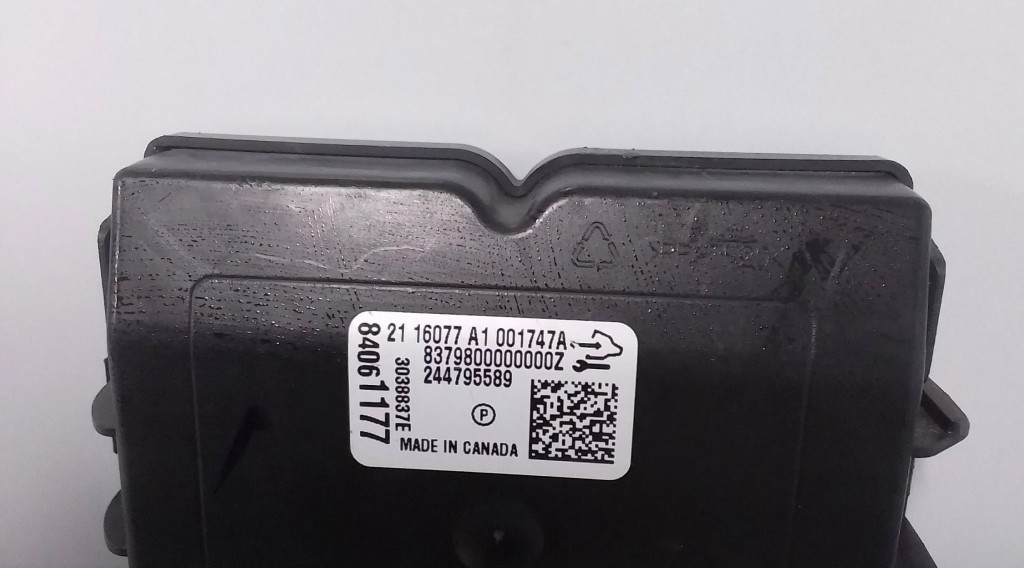 21 16077 A1 001747A
8379800000000Z
244795589
P
MADE IN CANADA
3038837E
84061177